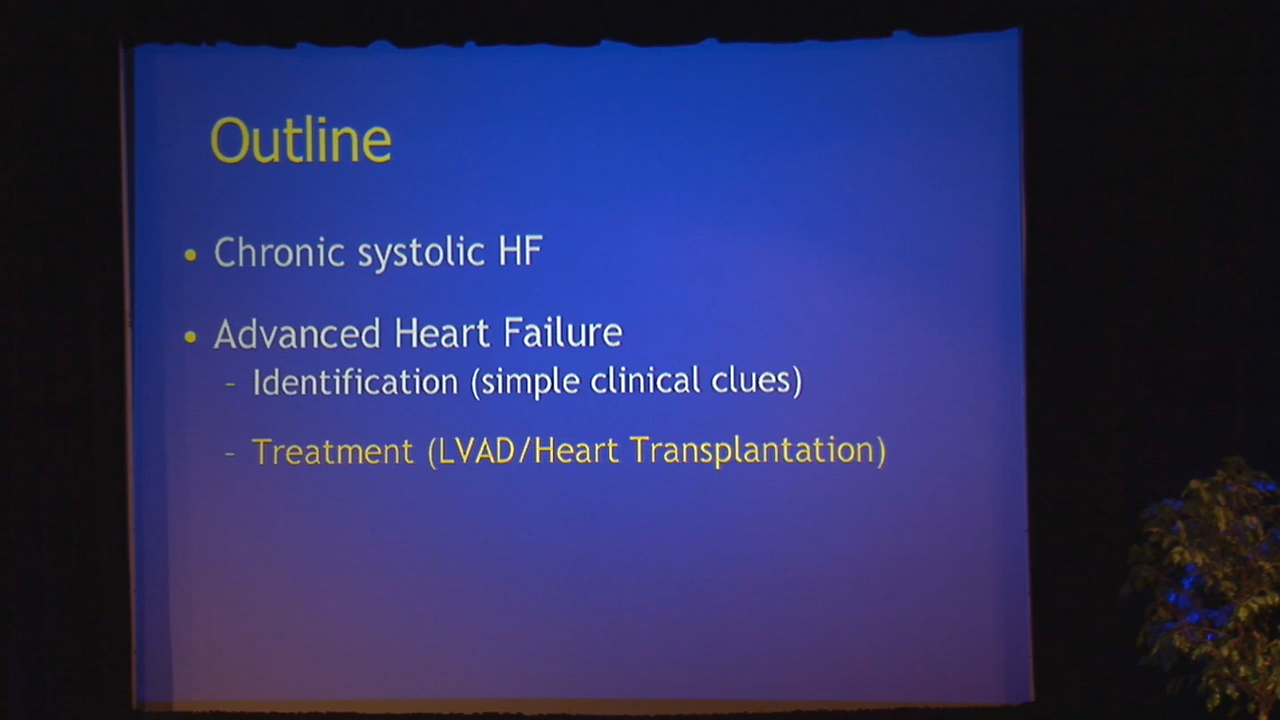 Outline
• Chronic systolic HF
• Advanced Heart Failure
- Identification (simple clinical clues)
- Treatment (LVAD/Heart Transplantation)